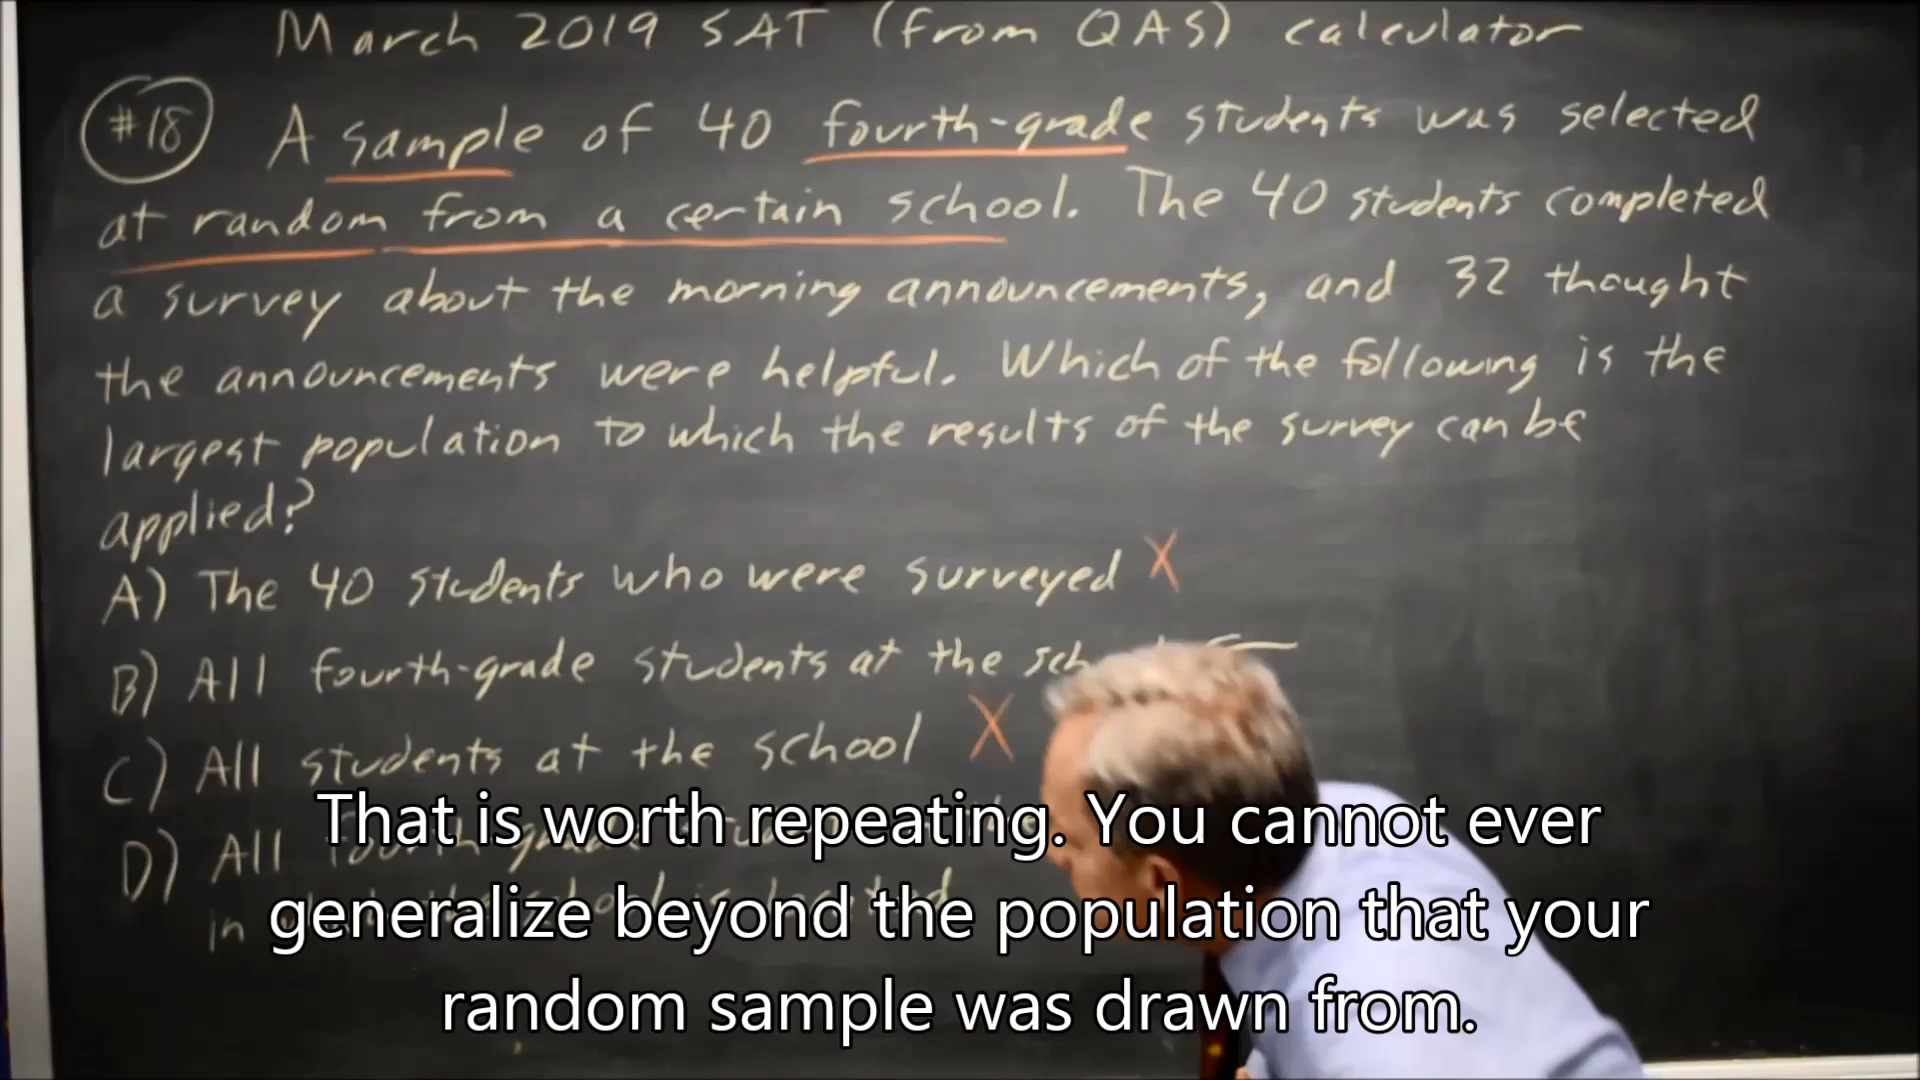 March 2019 SAT (from QAS) calculator
#18 A sample of 40 fourth-grade students was selected
at random from a certain school. The 40 students completed
a survey about the morning announcements, and 32 thought
the announcements were helpful. Which of the following is the
largest population to which the results of the survey can be
applied?
A) The 40 students who were surveyed X
B) All fourth-grade students at the sch
C) All students at the school X
D) All
in
That is worth repeating. You cannot ever
generalize beyond the population that your
random sample was drawn from.